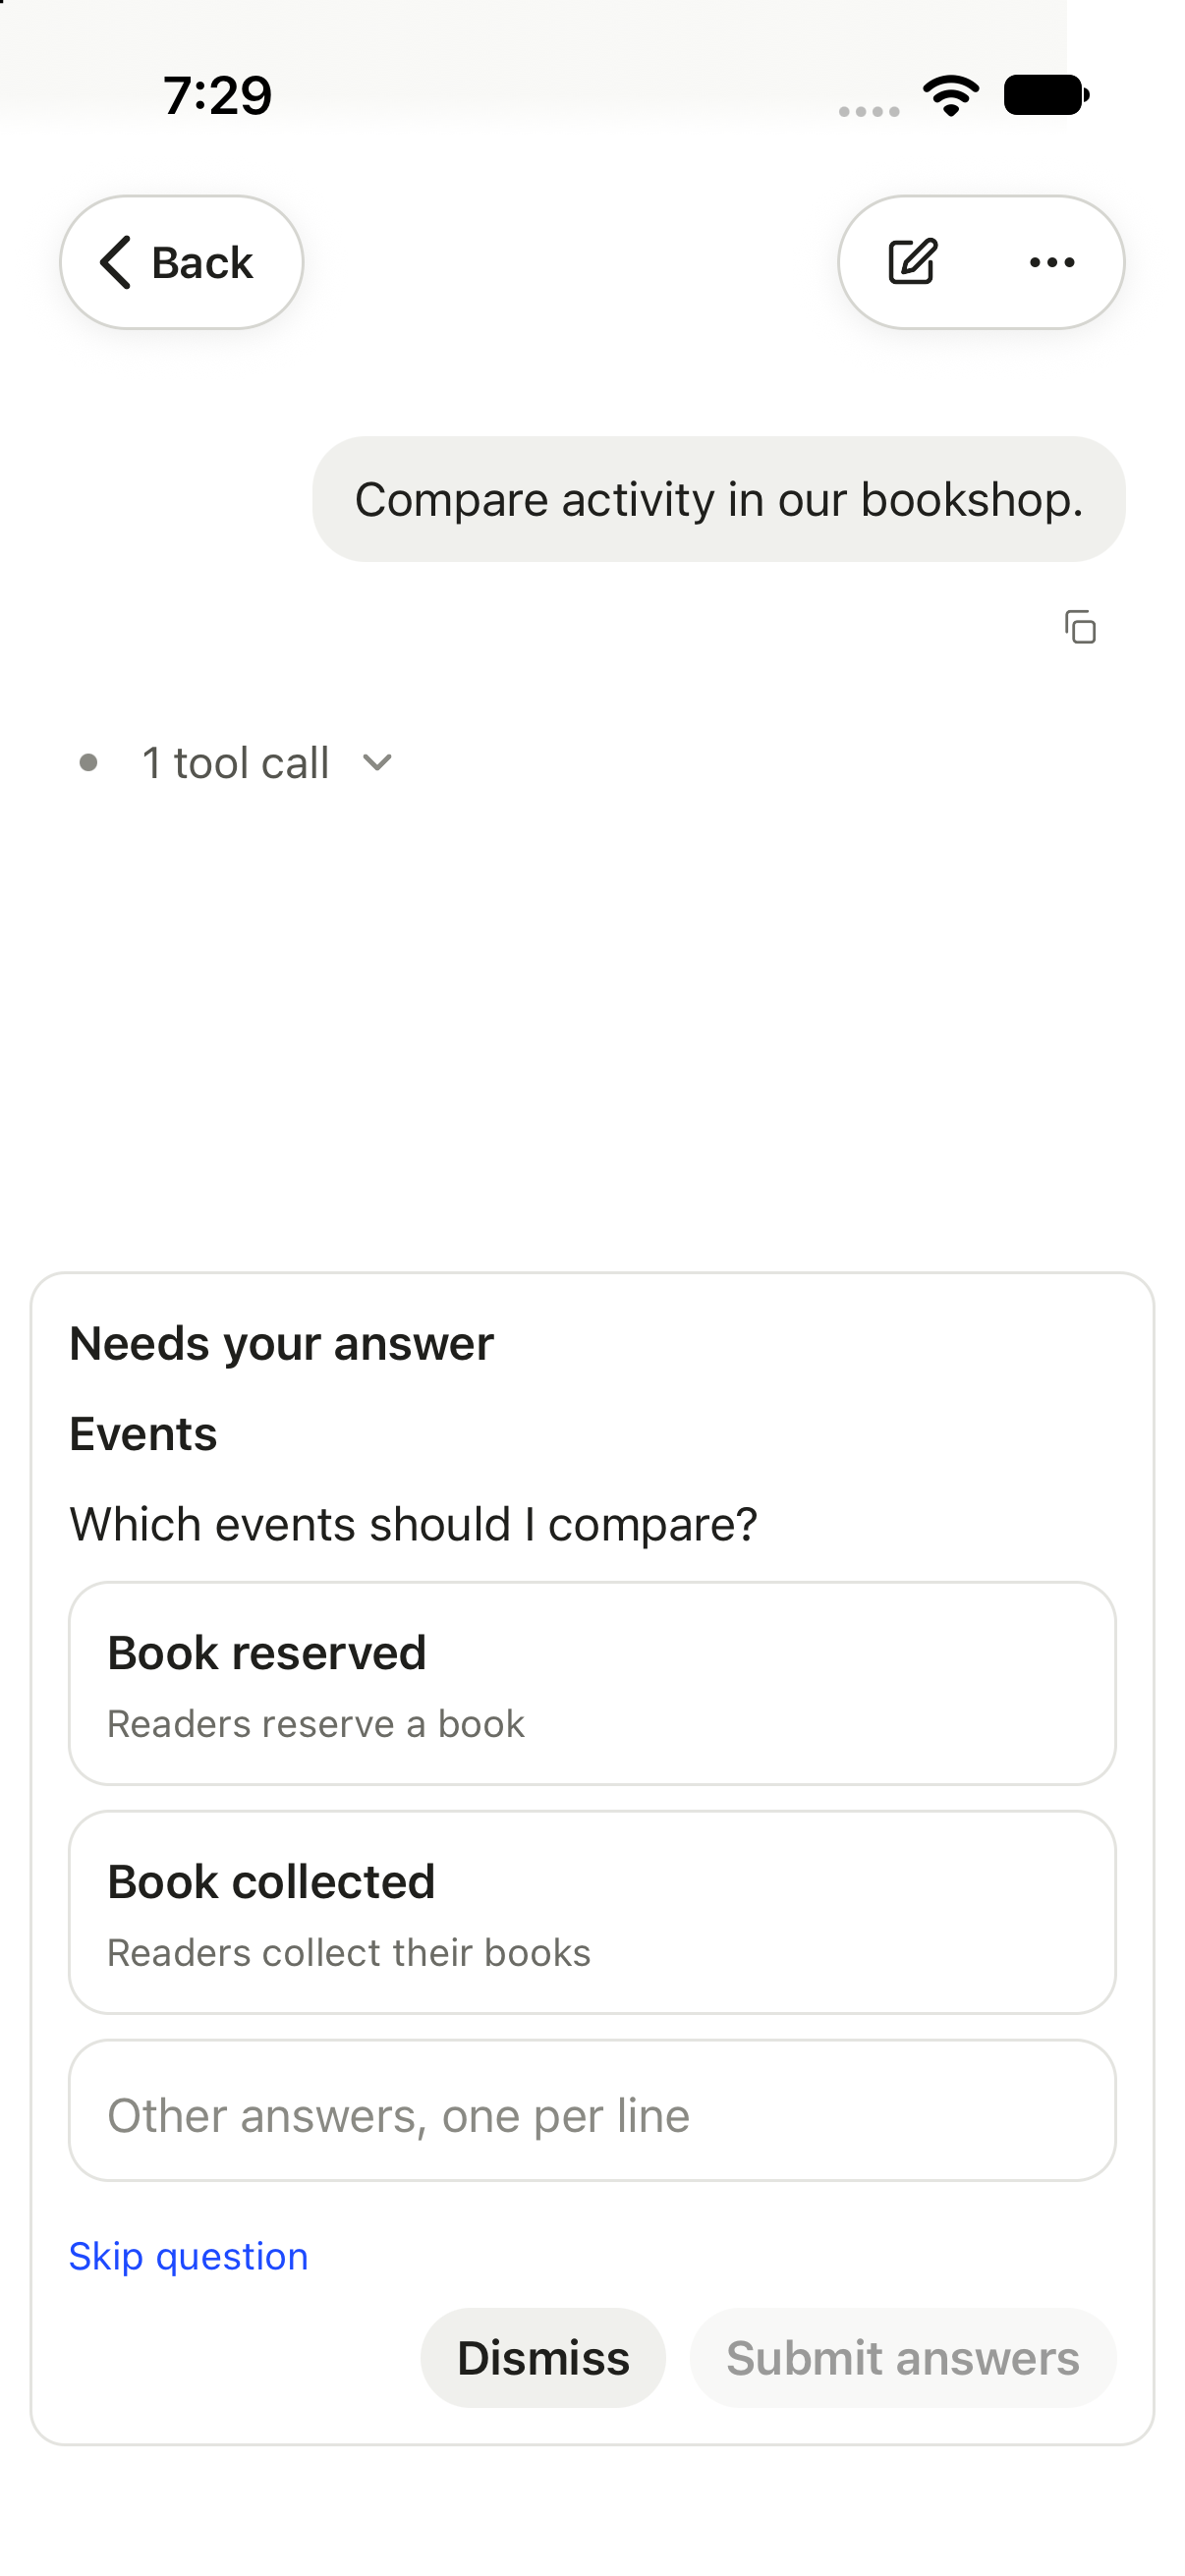 7:29
Back
Compare activity in our bookshop.
1 tool call
Needs your answer
Events
Which events should I compare?
Book reserved
Readers reserve a book
Book collected
Readers collect their books
Other answers, one per line
Skip question
Dismiss Submit answers